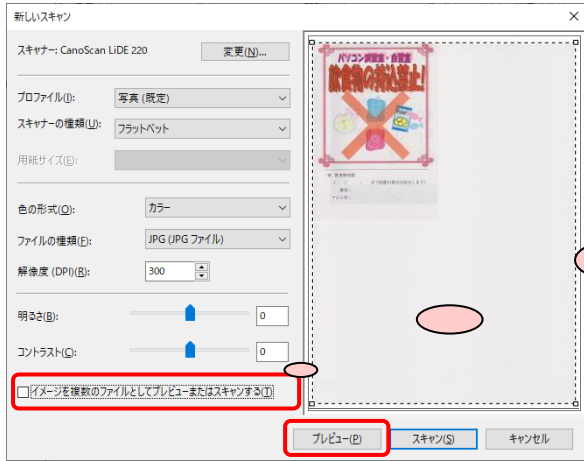 新しいスキャン
スキャナー: CanoScan LiDE 220
変更(N)...
プロファイル(I):
写真 (既定)
スキャナーの種類(U):
フラットベット
用紙サイズ(E):
色の形式(O):
カラー
ファイルの種類(F):
JPG (JPG ファイル)
解像度 (DPI)(R):
300
明るさ(B):
0
コントラスト(C):
0
イメージを複数のファイルとしてプレビューまたはスキャンする(T)
パソコン演習室・自習室
飲食物の持込禁止!
プレビュー(P)
スキャン(S)
キャンセル